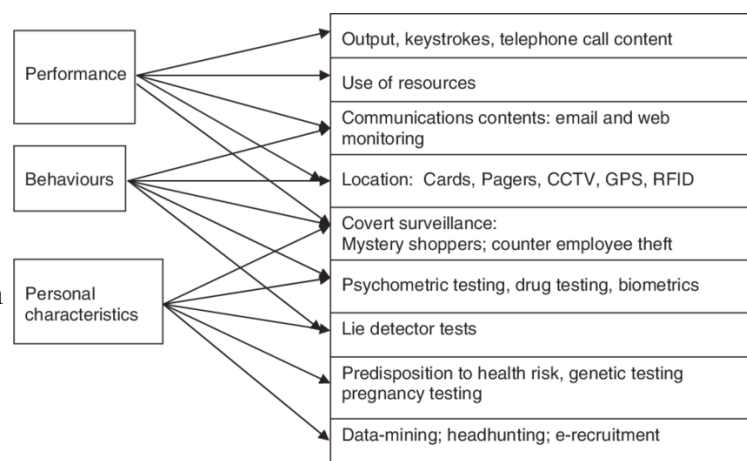 Performance
Behaviours
Personal
characteristics
Output, keystrokes, telephone call content
Use of resources
Communications contents: email and web
monitoring
Location: Cards, Pagers, CCTV, GPS, RFID
Covert surveillance:
Mystery shoppers; counter employee theft
Psychometric testing, drug testing, biometrics
Lie detector tests
Predisposition to health risk, genetic testing
pregnancy testing
Data-mining; headhunting; e-recruitment